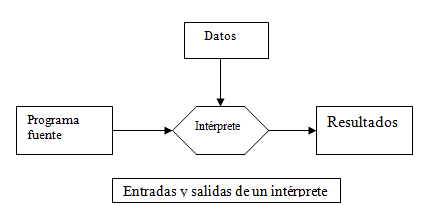 Datos
Programa
fuente
Intérprete
Resultados
Entradas y salidas de un intérprete